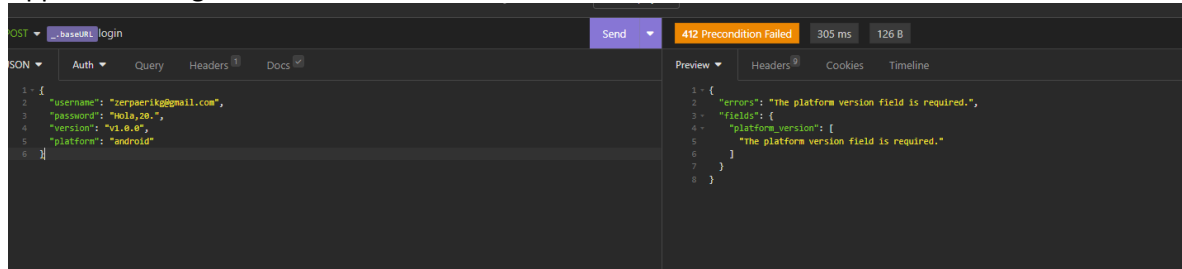 POST _.baseURL login Send 412 Precondition Failed 305 ms 126 B
JSON Auth Query Headers 1 Docs Preview Headers 9 Cookies Timeline
1 {
2 "username": "zerpaerikg@gmail.com",
3 "password": "Hola,20.",
4 "version": "v1.0.0",
5 "platform": "android"
6 }
1 {
2 "errors": "The platform version field is required.",
3 "fields": {
4 "platform_version": [
5 "The platform version field is required."
6 ]
7 }
8 }